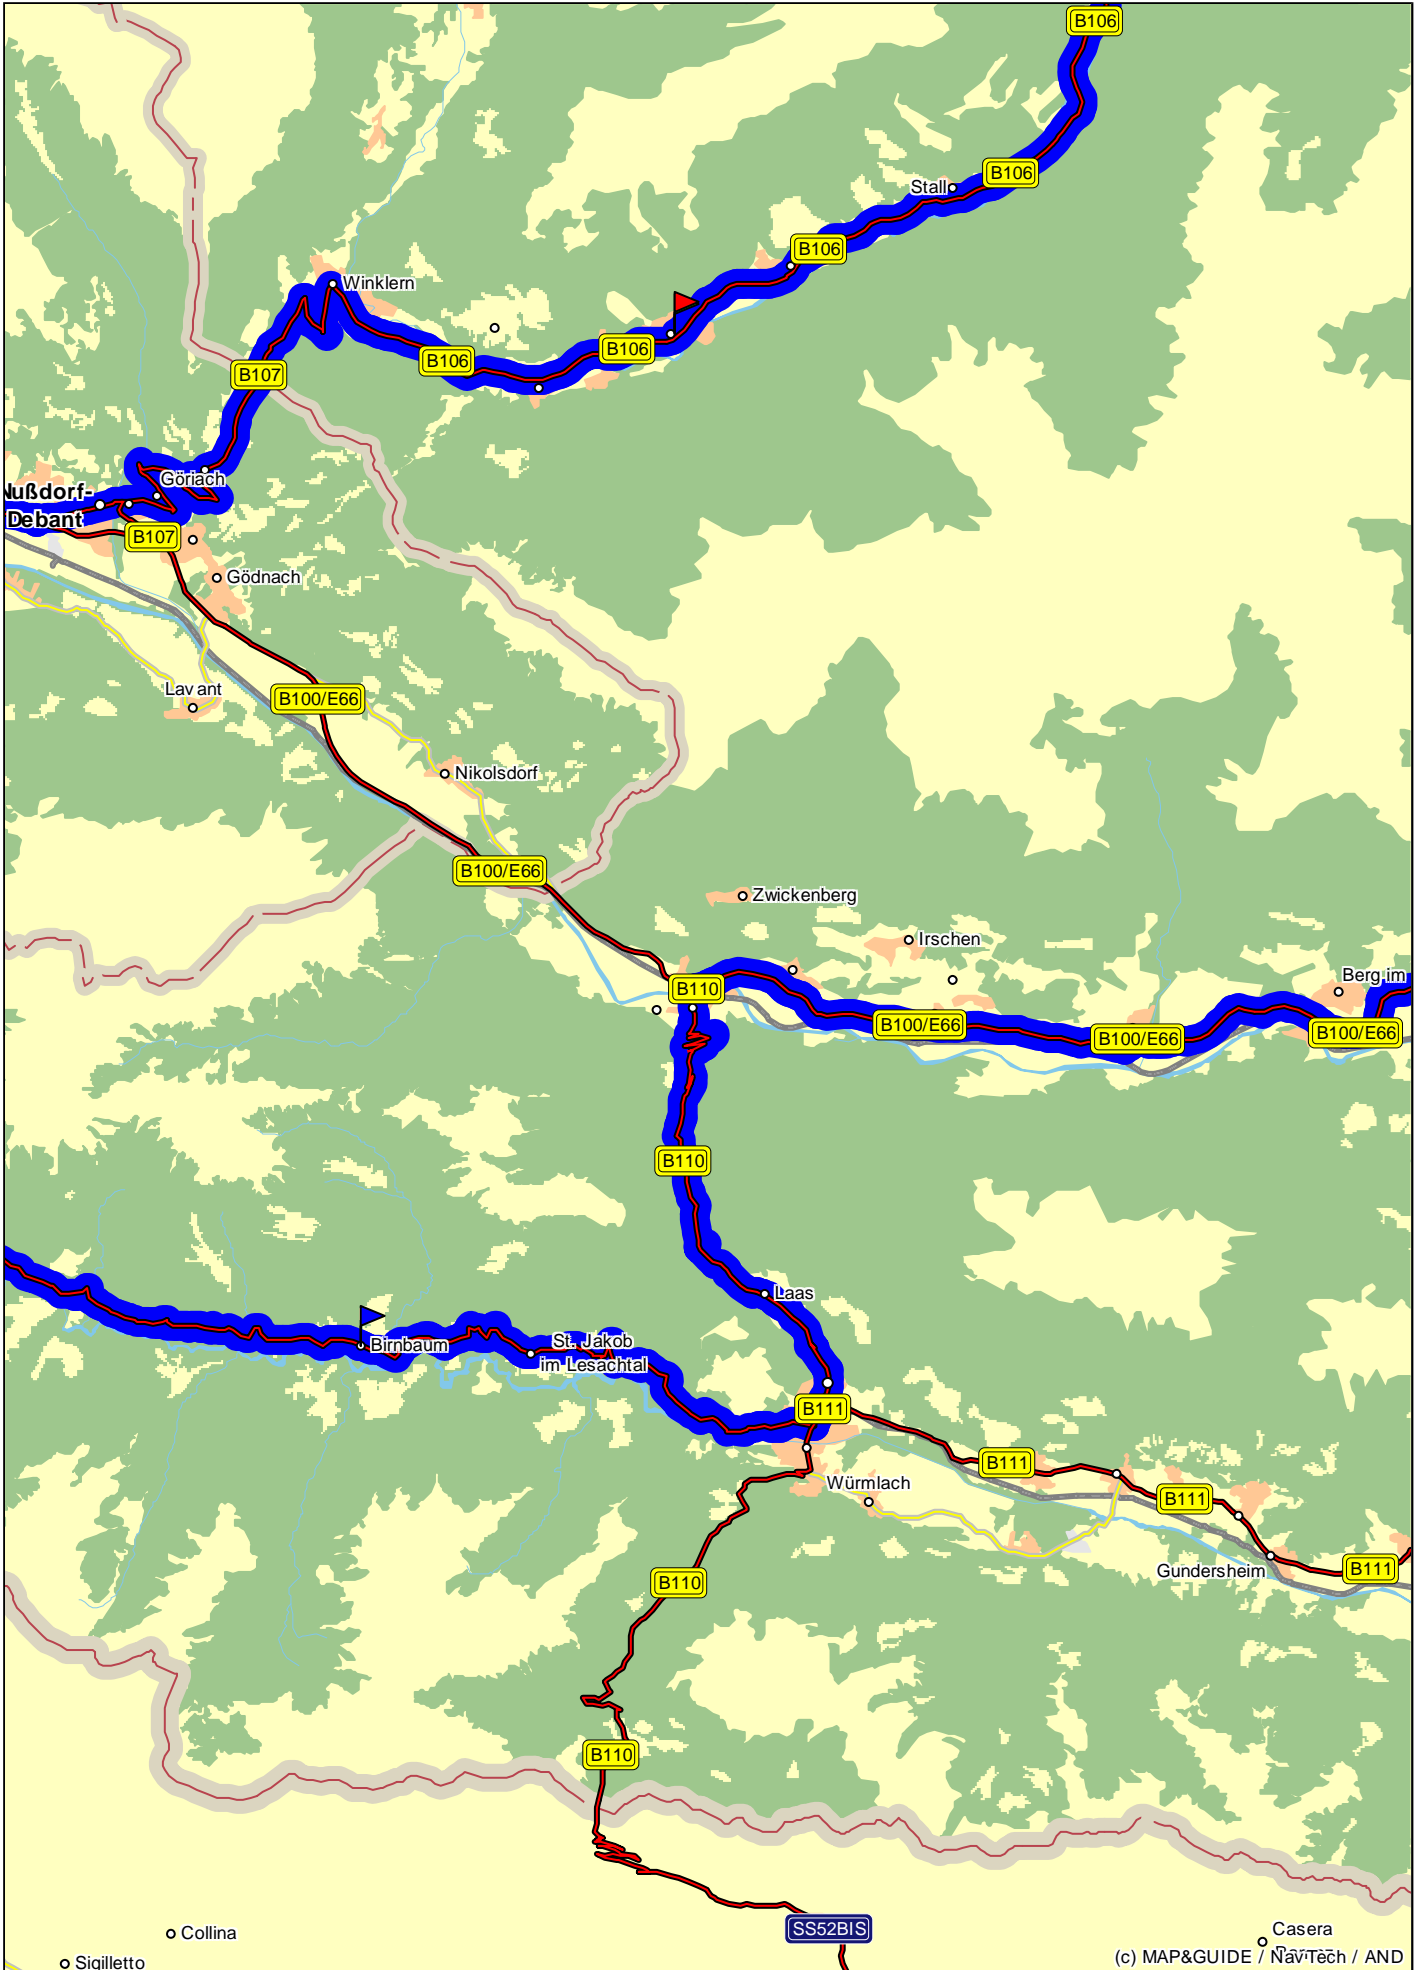 B106
B106
Stall
B106
Winklern
B106
B106
B107
Göriach
Nußdorf-
Debant
B107
Gödnach
Lavant
B100/E66
Nikolsdorf
B100/E66
Zwickenberg
Irschen
Berg im
B110
B100/E66
B100/E66
B100/E66
B110
Laas
Birnbaum
St. Jakob
im Lesachtal
B111
B111
Würmlach
B111
Gundersheim
B111
B110
B110
SS52BIS
Collina
Casera
Sigilletto
(c) MAP&GUIDE / NavTech / AND